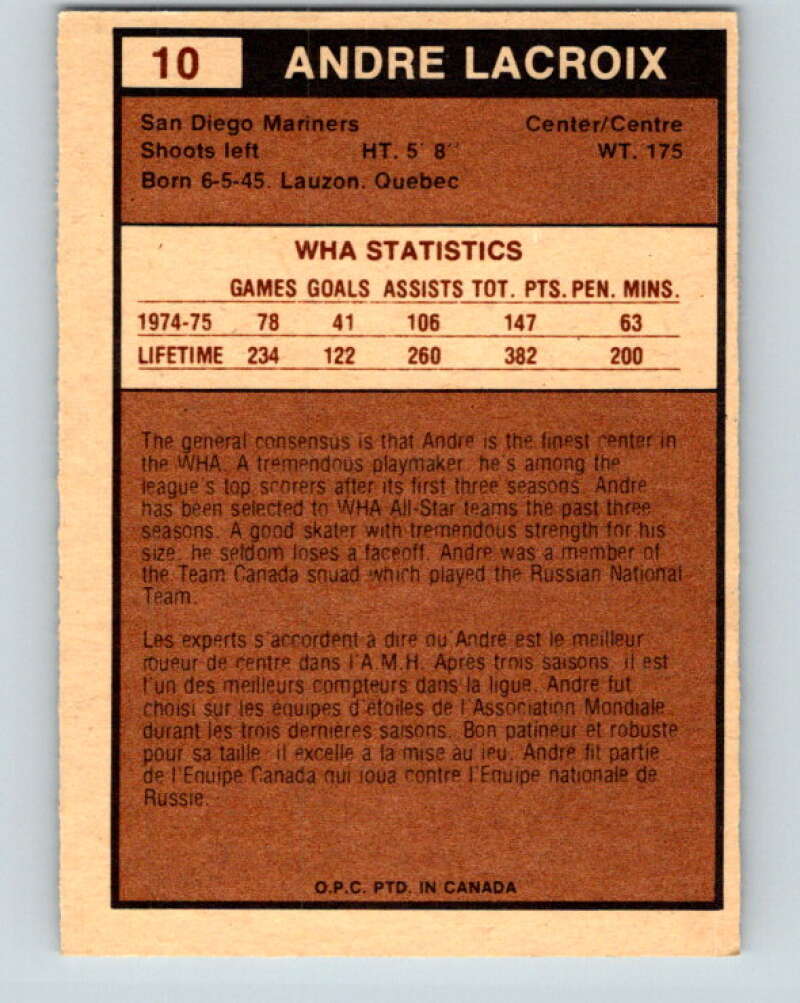 10 ANDRE LACROIX
San Diego Mariners Center/Centre
Shoots left HT. 5' 8" WT. 175
Born 6-5-45. Lauzon. Quebec
WHA STATISTICS
GAMES GOALS ASSISTS TOT. PTS. PEN. MINS.
1974-75 78 41 106 147 63
LIFETIME 234 122 260 382 200
The general consensus is that Andre is the finest center in
the WHA. A tremendous playmaker, he's among the
league's top scorers after its first three seasons. Andre
has been selected to WHA All-Star teams the past three
seasons. A good skater with tremendous strength for his
size, he seldom loses a faceoff. Andre was a member of
the Team Canada squad which played the Russian National
Team.
Les experts s'accordent à dire qu'André est le meilleur
joueur de centre dans l'A.M.H. Après trois saisons, il est
l'un des meilleurs compteurs dans la ligue. Andre fut
choisi sur les équipes d'étoiles de l'Association Mondiale
durant les trois dernières saisons. Bon patineur et robuste
pour sa taille, il excelle a la mise au jeu. Andre fit partie
de l'Equipe Canada qui joua contre l'Equipe nationale de
Russie.
O.P.C. PTD. IN CANADA